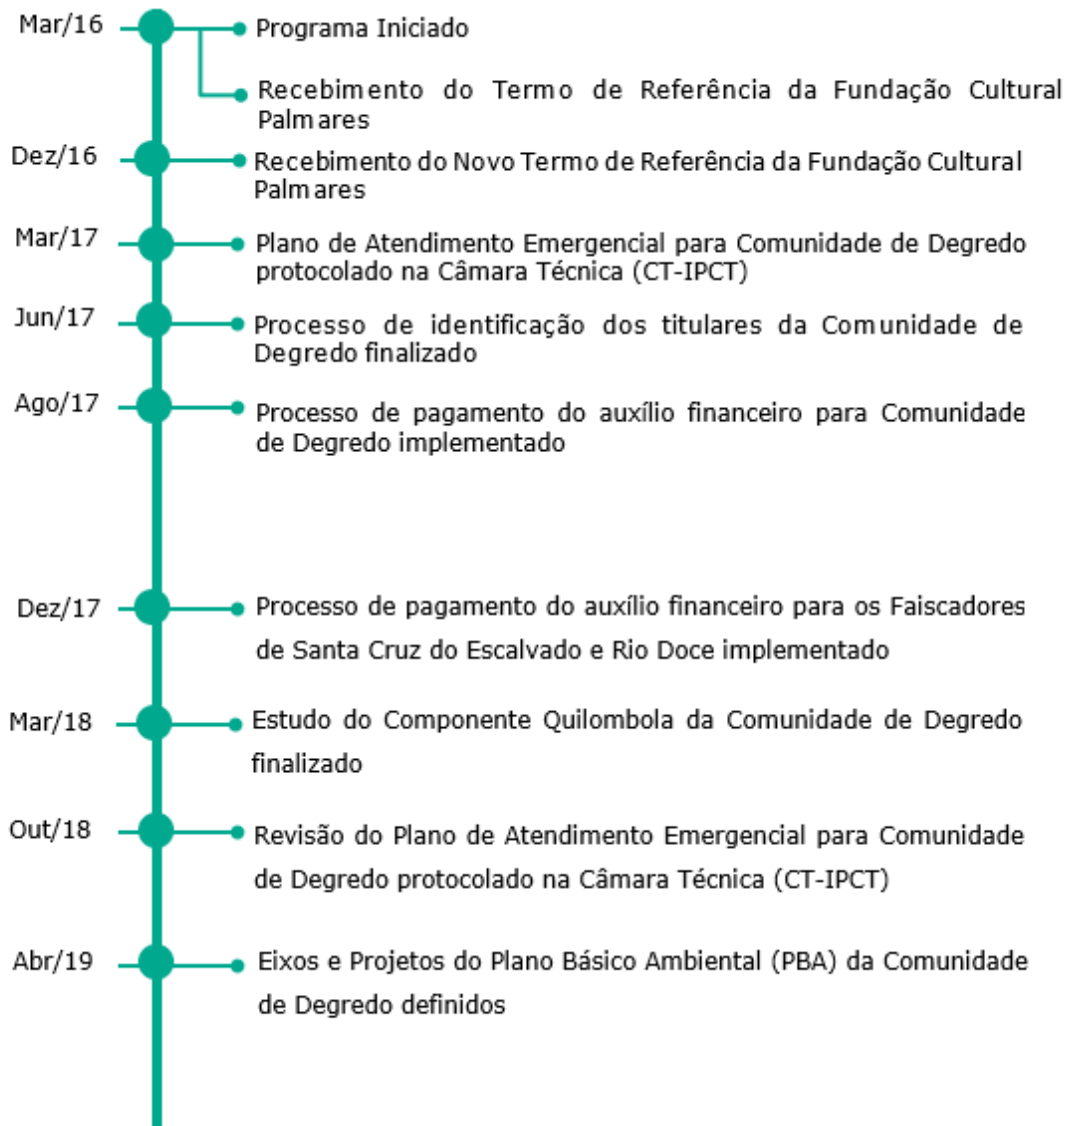 Mar/16
Programa Iniciado
Recebimento do Termo de Referência da Fundação Cultural
Palmares
Dez/16
Recebimento do Novo Termo de Referência da Fundação Cultural
Palmares
Mar/17
Plano de Atendimento Emergencial para Comunidade de Degredo
protocolado na Câmara Técnica (CT-IPCT)
Jun/17
Processo de identificação dos titulares da Comunidade de
Degredo finalizado
Ago/17
Processo de pagamento do auxílio financeiro para Comunidade
de Degredo implementado
Dez/17
Processo de pagamento do auxílio financeiro para os Faiscadores
de Santa Cruz do Escalvado e Rio Doce implementado
Mar/18
Estudo do Componente Quilombola da Comunidade de Degredo
finalizado
Out/18
Revisão do Plano de Atendimento Emergencial para Comunidade
de Degredo protocolado na Câmara Técnica (CT-IPCT)
Abr/19
Eixos e Projetos do Plano Básico Ambiental (PBA) da Comunidade
de Degredo definidos